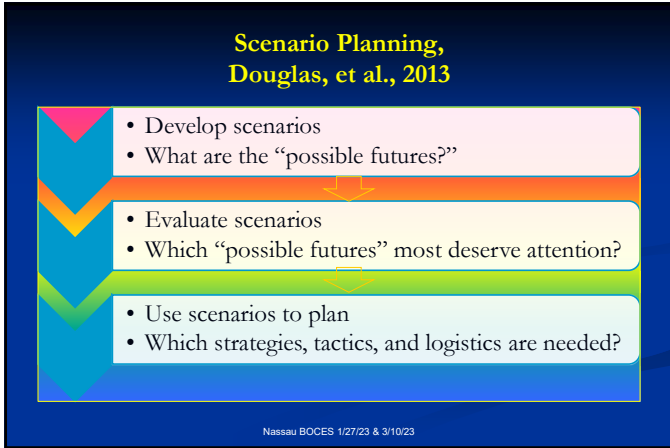 Scenario Planning,
Douglas, et al., 2013
• Develop scenarios
• What are the “possible futures?”
• Evaluate scenarios
• Which “possible futures” most deserve attention?
• Use scenarios to plan
• Which strategies, tactics, and logistics are needed?
Nassau BOCES 1/27/23 & 3/10/23